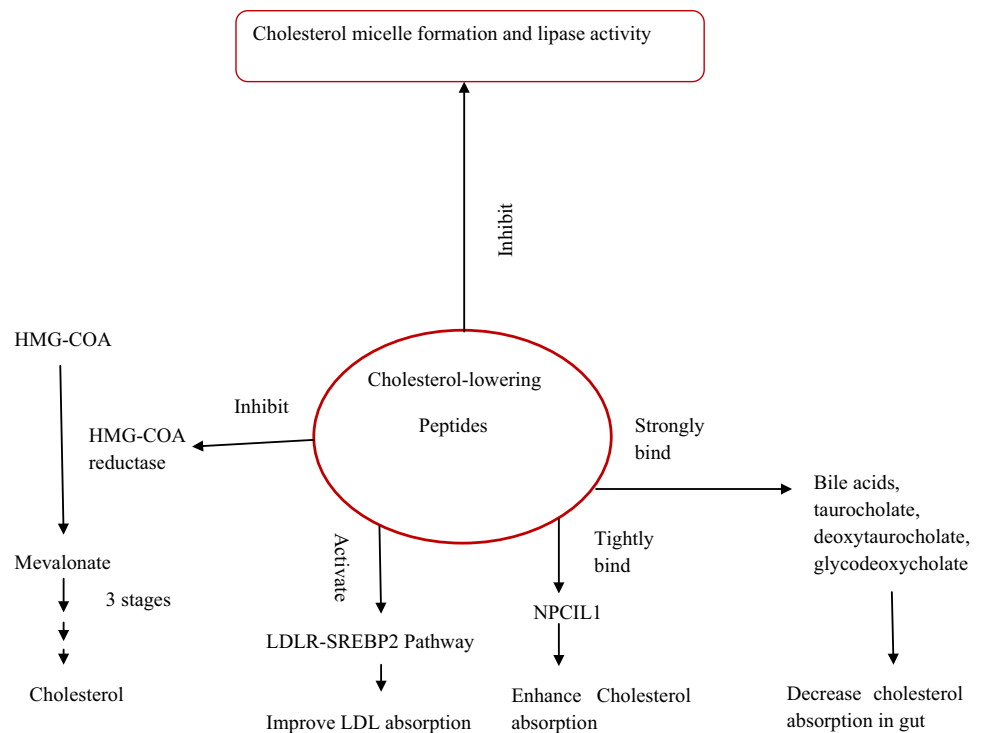 Cholesterol micelle formation and lipase activity
Inhibit
HMG-COA
Cholesterol-lowering
Peptides
Inhibit
HMG-COA
reductase
Strongly
bind
Bile acids,
taurocholate,
deoxytaurocholate,
glycodeoxycholate
Activate
Tightly
bind
Mevalonate
3 stages
NPCIL1
LDLR-SREBP2 Pathway
Cholesterol
Improve LDL absorption
Enhance Cholesterol
absorption
Decrease cholesterol
absorption in gut